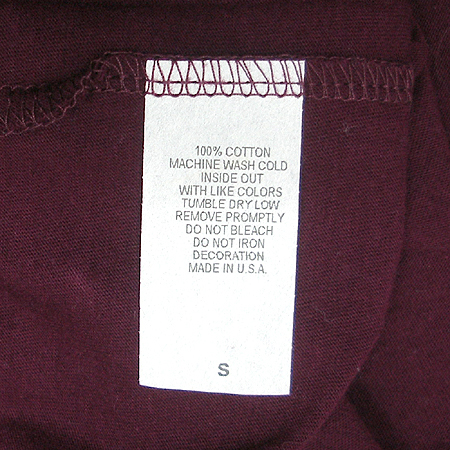 100% COTTON
MACHINE WASH COLD
INSIDE OUT
WITH LIKE COLORS
TUMBLE DRY LOW
REMOVE PROMPTLY
DO NOT BLEACH
DO NOT IRON
DECORATION
MADE IN U.S.A.
S